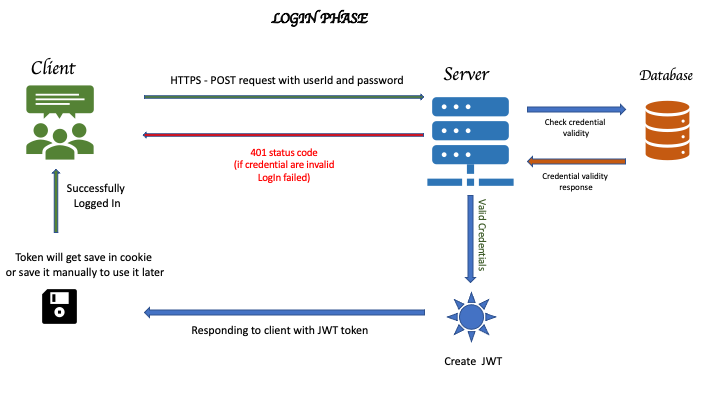 LOGIN PHASE
Client
HTTPS - POST request with userId and password
Server
Database
Check credential
validity
401 status code
(if credential are invalid
LogIn failed)
Credential validity
response
Successfully
Logged In
Valid Credentials
Token will get save in cookie
or save it manually to use it later
Responding to client with JWT token
Create JWT